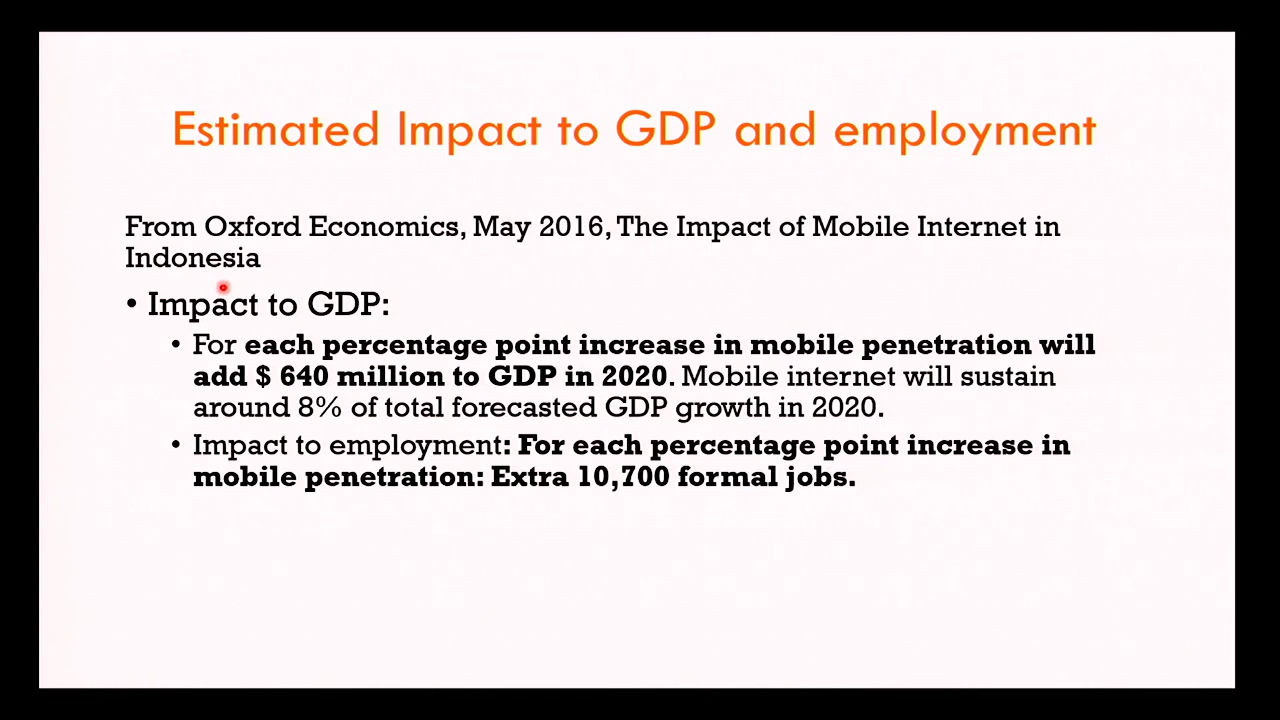 Estimated Impact to GDP and employment
From Oxford Economics, May 2016, The Impact of Mobile Internet in
Indonesia
• Impact to GDP:
• For each percentage point increase in mobile penetration will
add $ 640 million to GDP in 2020. Mobile internet will sustain
around 8% of total forecasted GDP growth in 2020.
• Impact to employment: For each percentage point increase in
mobile penetration: Extra 10,700 formal jobs.